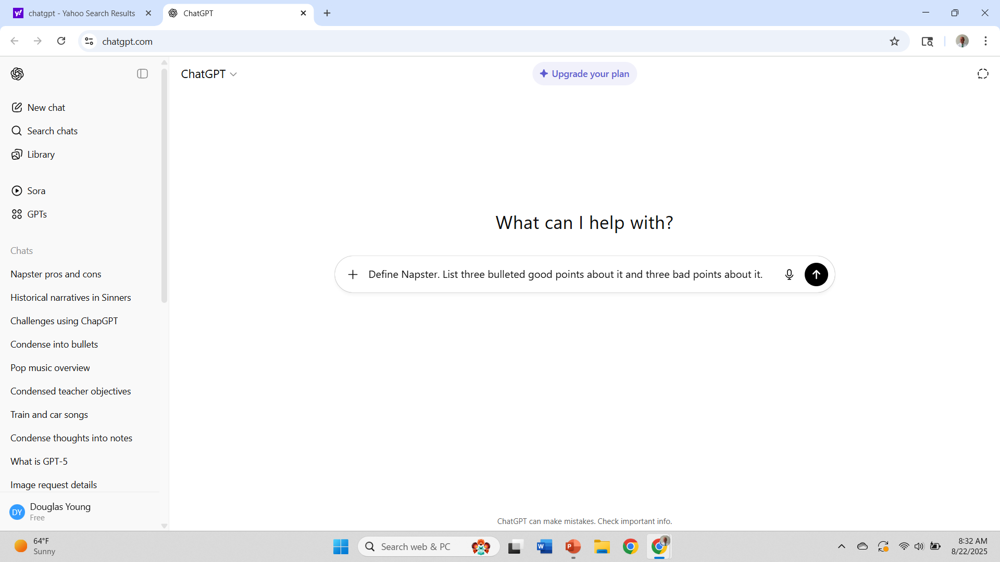 chatgpt - Yahoo Search Results
ChatGPT
chatgpt.com
ChatGPT
Upgrade your plan
New chat
Search chats
Library
Sora
GPTs
Chats
Napster pros and cons
Historical narratives in Sinners
Challenges using ChapGPT
Condense into bullets
Pop music overview
Condensed teacher objectives
Train and car songs
Condense thoughts into notes
What is GPT-5
Image request details
DY
Douglas Young
Free
What can I help with?
Define Napster. List three bulleted good points about it and three bad points about it.
ChatGPT can make mistakes. Check important info.
64°F
Sunny
Search web & PC
8:32 AM
8/22/2025